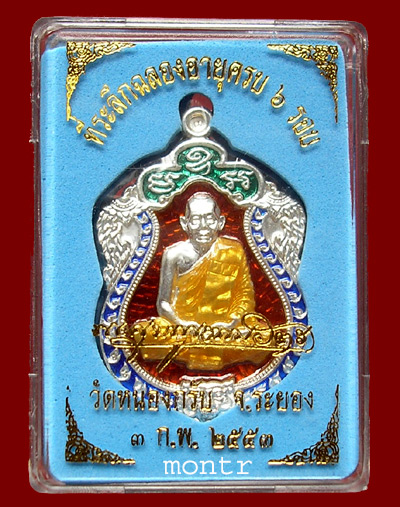 ที่ระลึกฉลองอายุครบ ๖ รอบ
วัดหนองกรับ จ.ระยอง
๓ ก.พ. ๒๕๕๓
montr